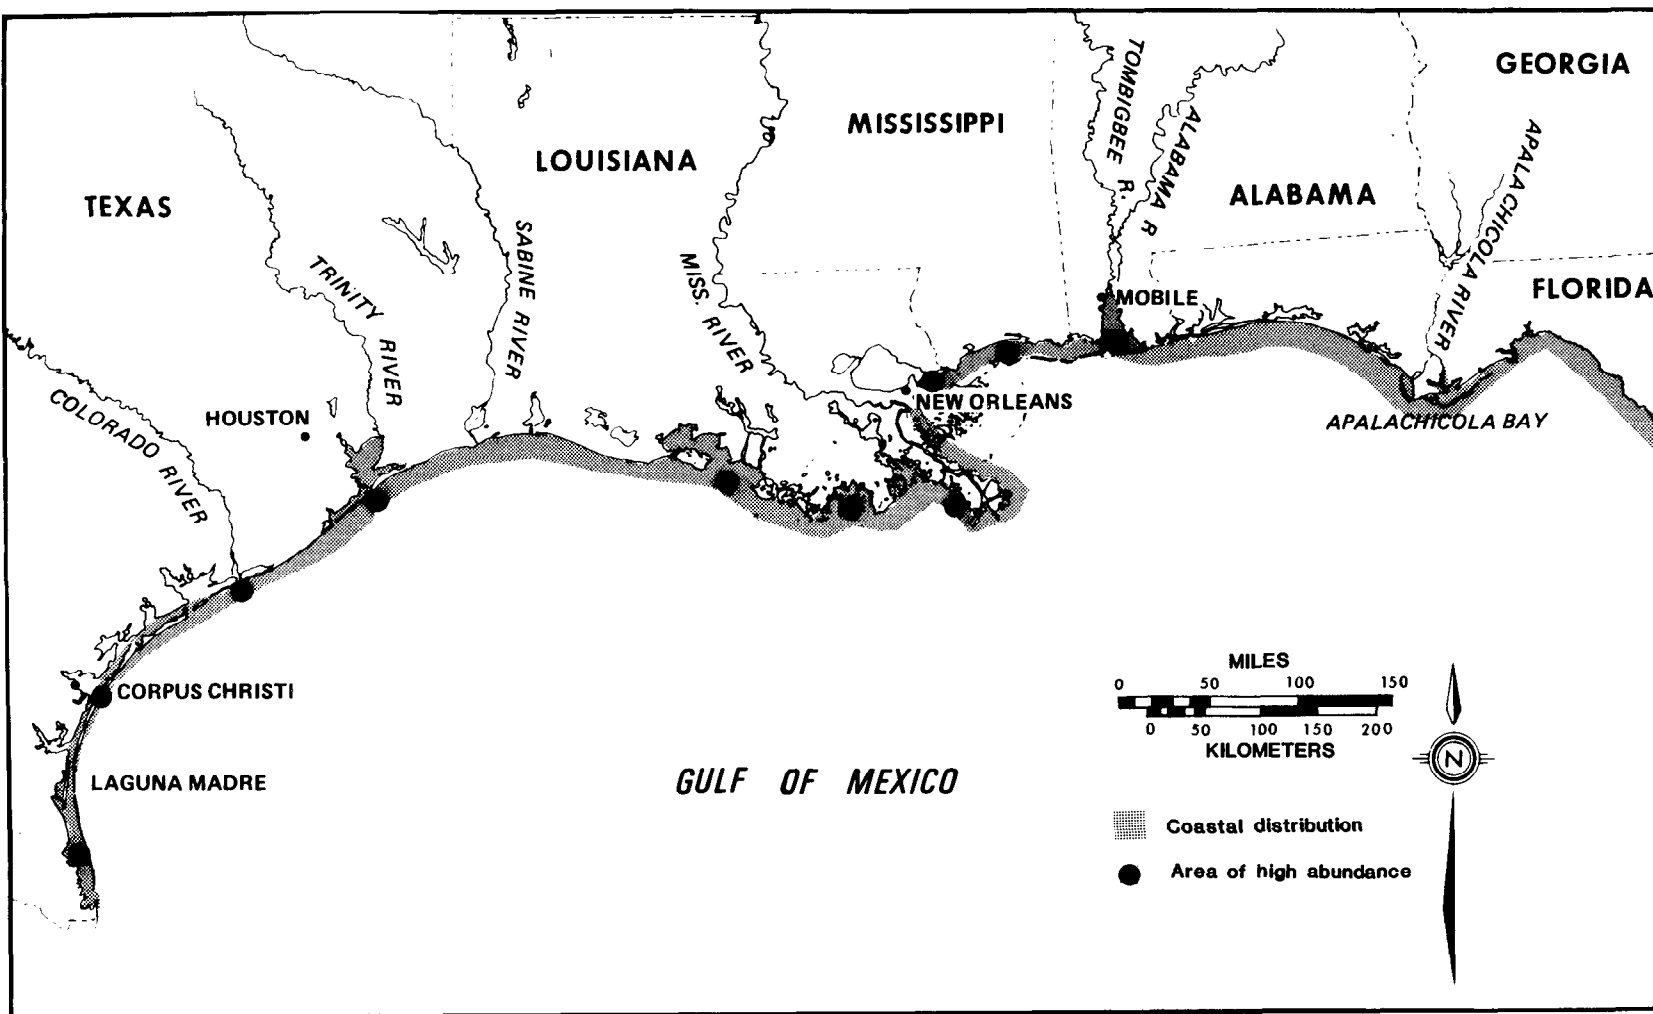 GEORGIA
TOMBIGBEE R.
ALABAMA R
MISSISSIPPI
APALACHICOLA RIVER
LOUISIANA
ALABAMA
TEXAS
SABINE RIVER
TRINITY RIVER
MISS. RIVER
FLORIDA
MOBILE
COLORADO RIVER
HOUSTON
NEW ORLEANS
APALACHICOLA BAY
CORPUS CHRISTI
LAGUNA MADRE
GULF OF MEXICO
MILES
0 50 100 150
0 50 100 150 200
KILOMETERS
N
Coastal distribution
Area of high abundance